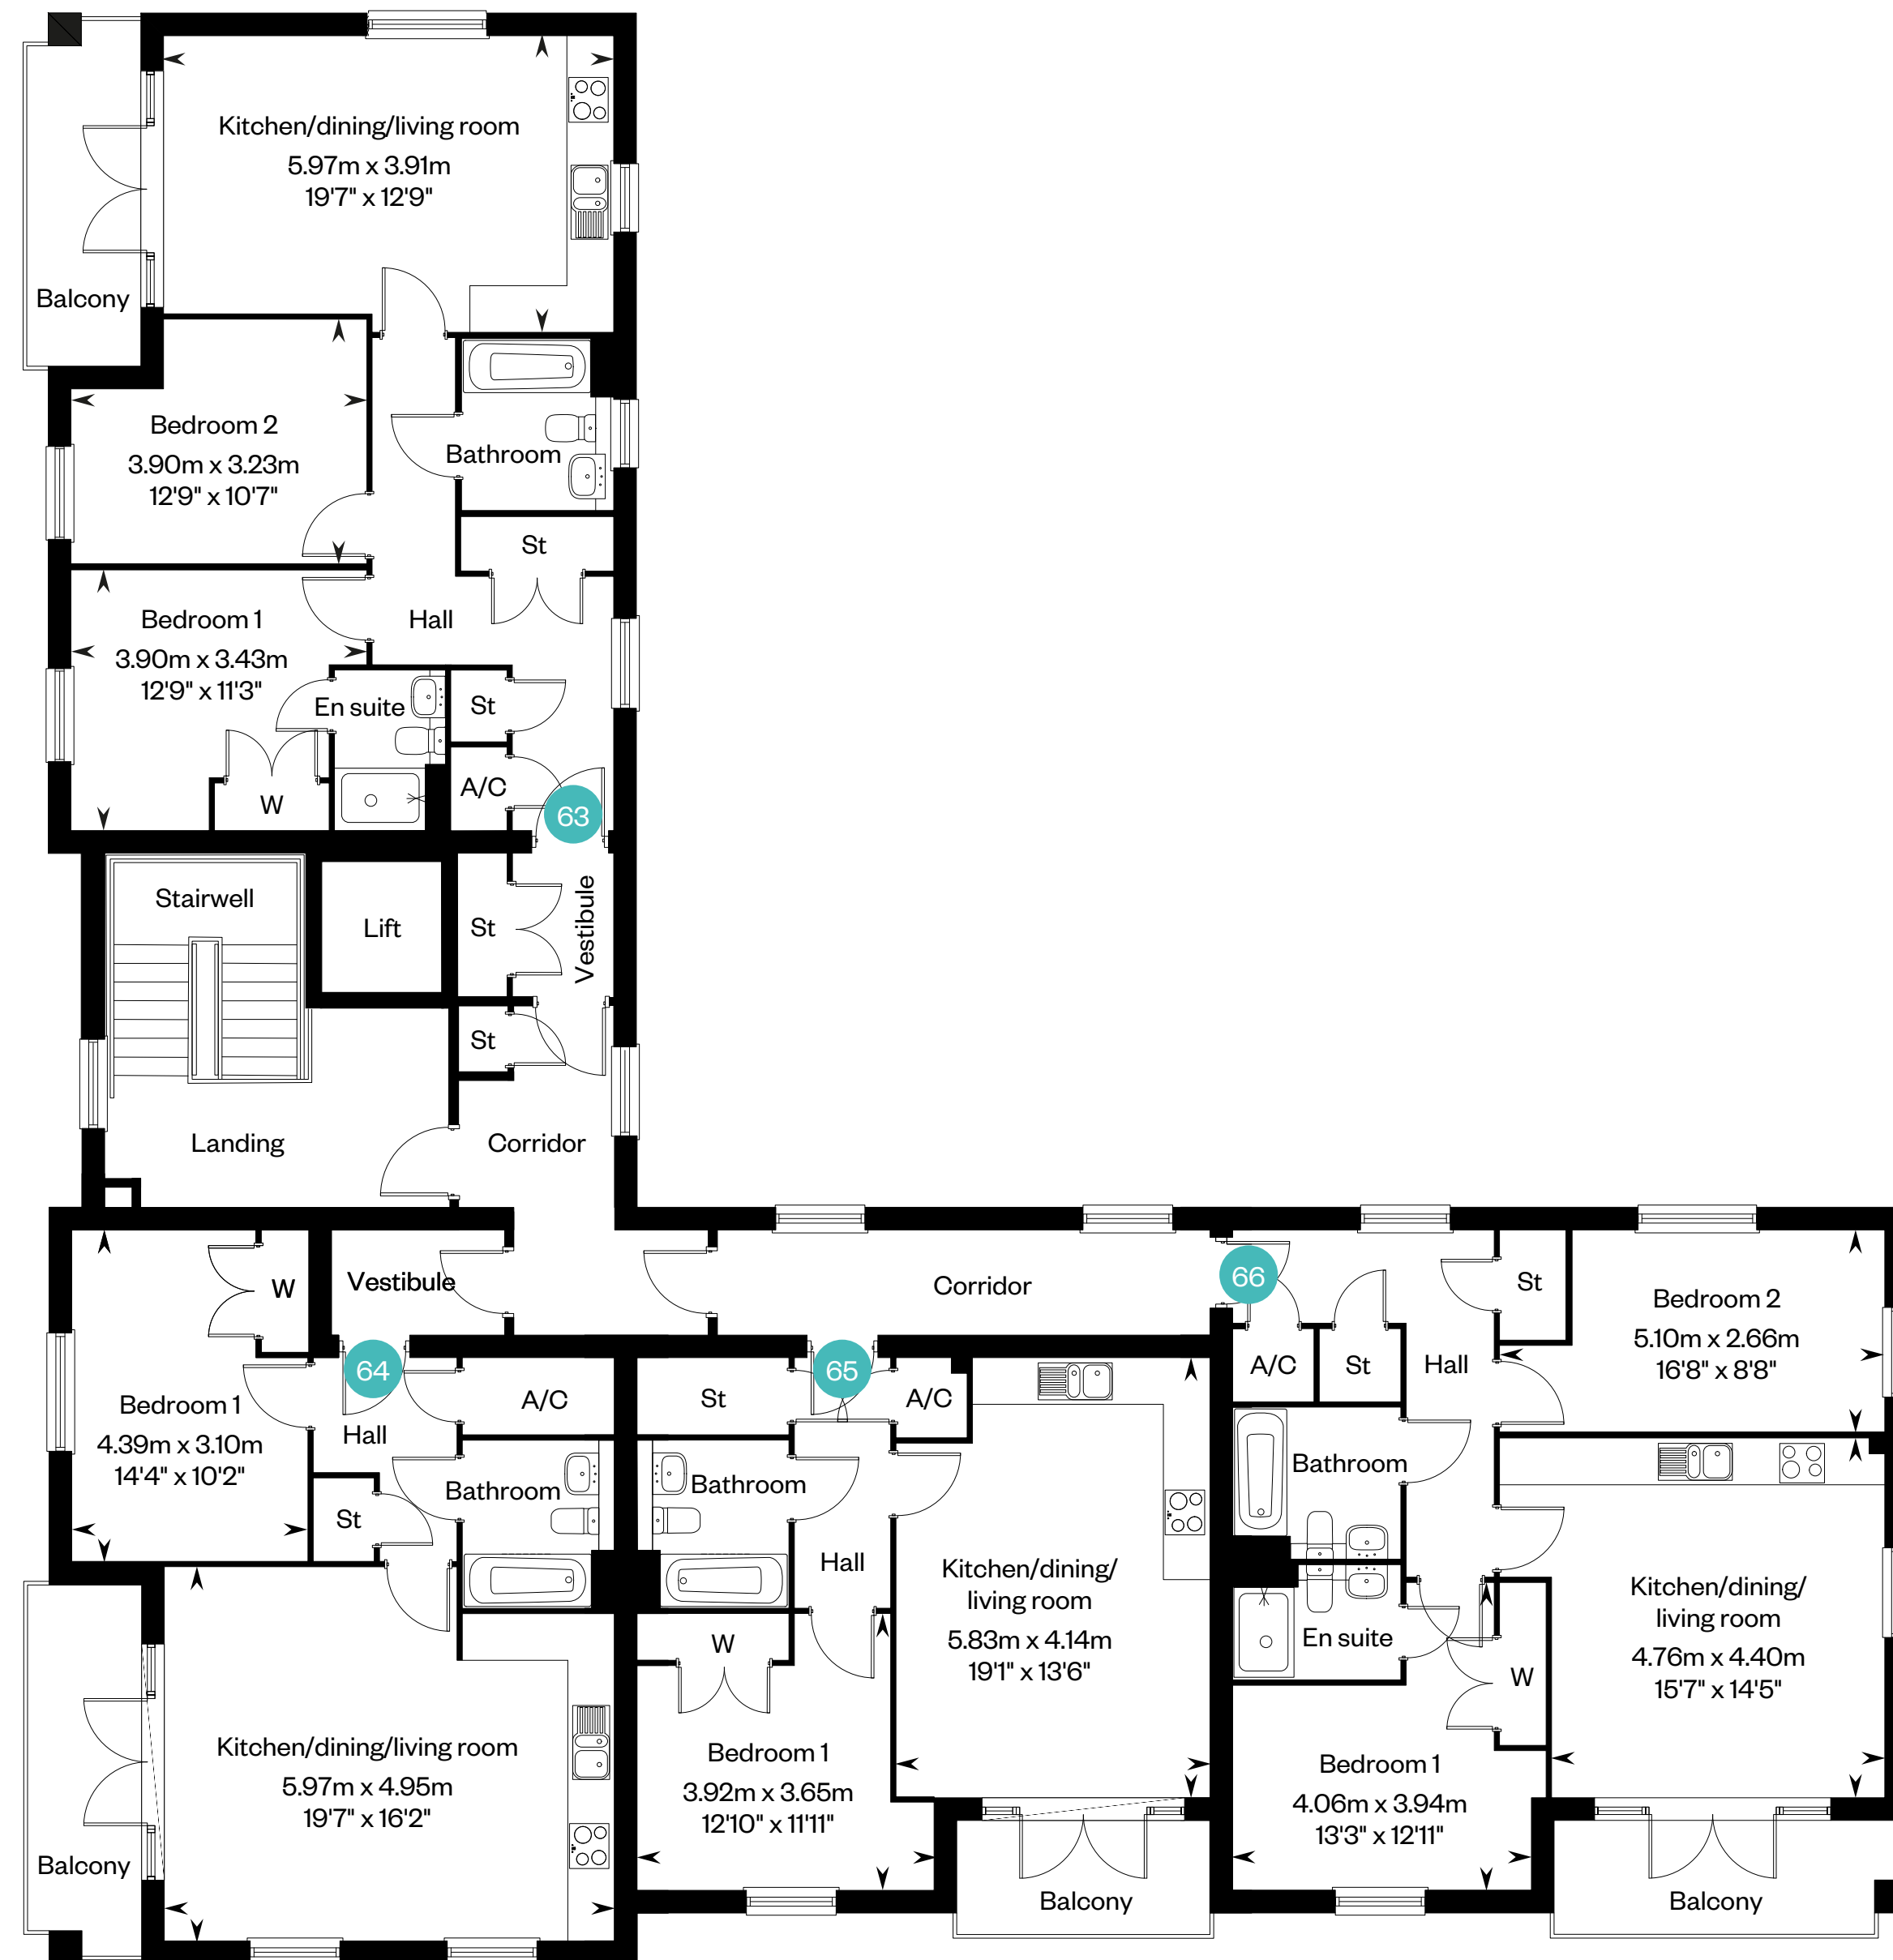 Kitchen/dining/living room
5.97m x 3.91m
19'7" x 12'9"
Balcony
Bedroom 2
3.90m x 3.23m
12'9" x 10'7"
Bathroom
St
Bedroom 1
3.90m x 3.43m
12'9" x 11'3"
Hall
En suite
St
W
A/C
63
Stairwell
Lift
St
Vestibule
St
Landing
Corridor
W
Vestibule
Corridor
66
St
Bedroom 2
5.10m x 2.66m
16'8" x 8'8"
64
65
A/C
St
Hall
Bedroom 1
4.39m x 3.10m
14'4" x 10'2"
Hall
A/C
St
A/C
St
Bathroom
Bathroom
Bathroom
Hall
Kitchen/dining/
living room
5.83m x 4.14m
19'1" x 13'6"
En suite
W
Kitchen/dining/
living room
4.76m x 4.40m
15'7" x 14'5"
W
Kitchen/dining/living room
5.97m x 4.95m
19'7" x 16'2"
Bedroom 1
3.92m x 3.65m
12'10" x 11'11"
Bedroom 1
4.06m x 3.94m
13'3" x 12'11"
Balcony
Balcony
Balcony